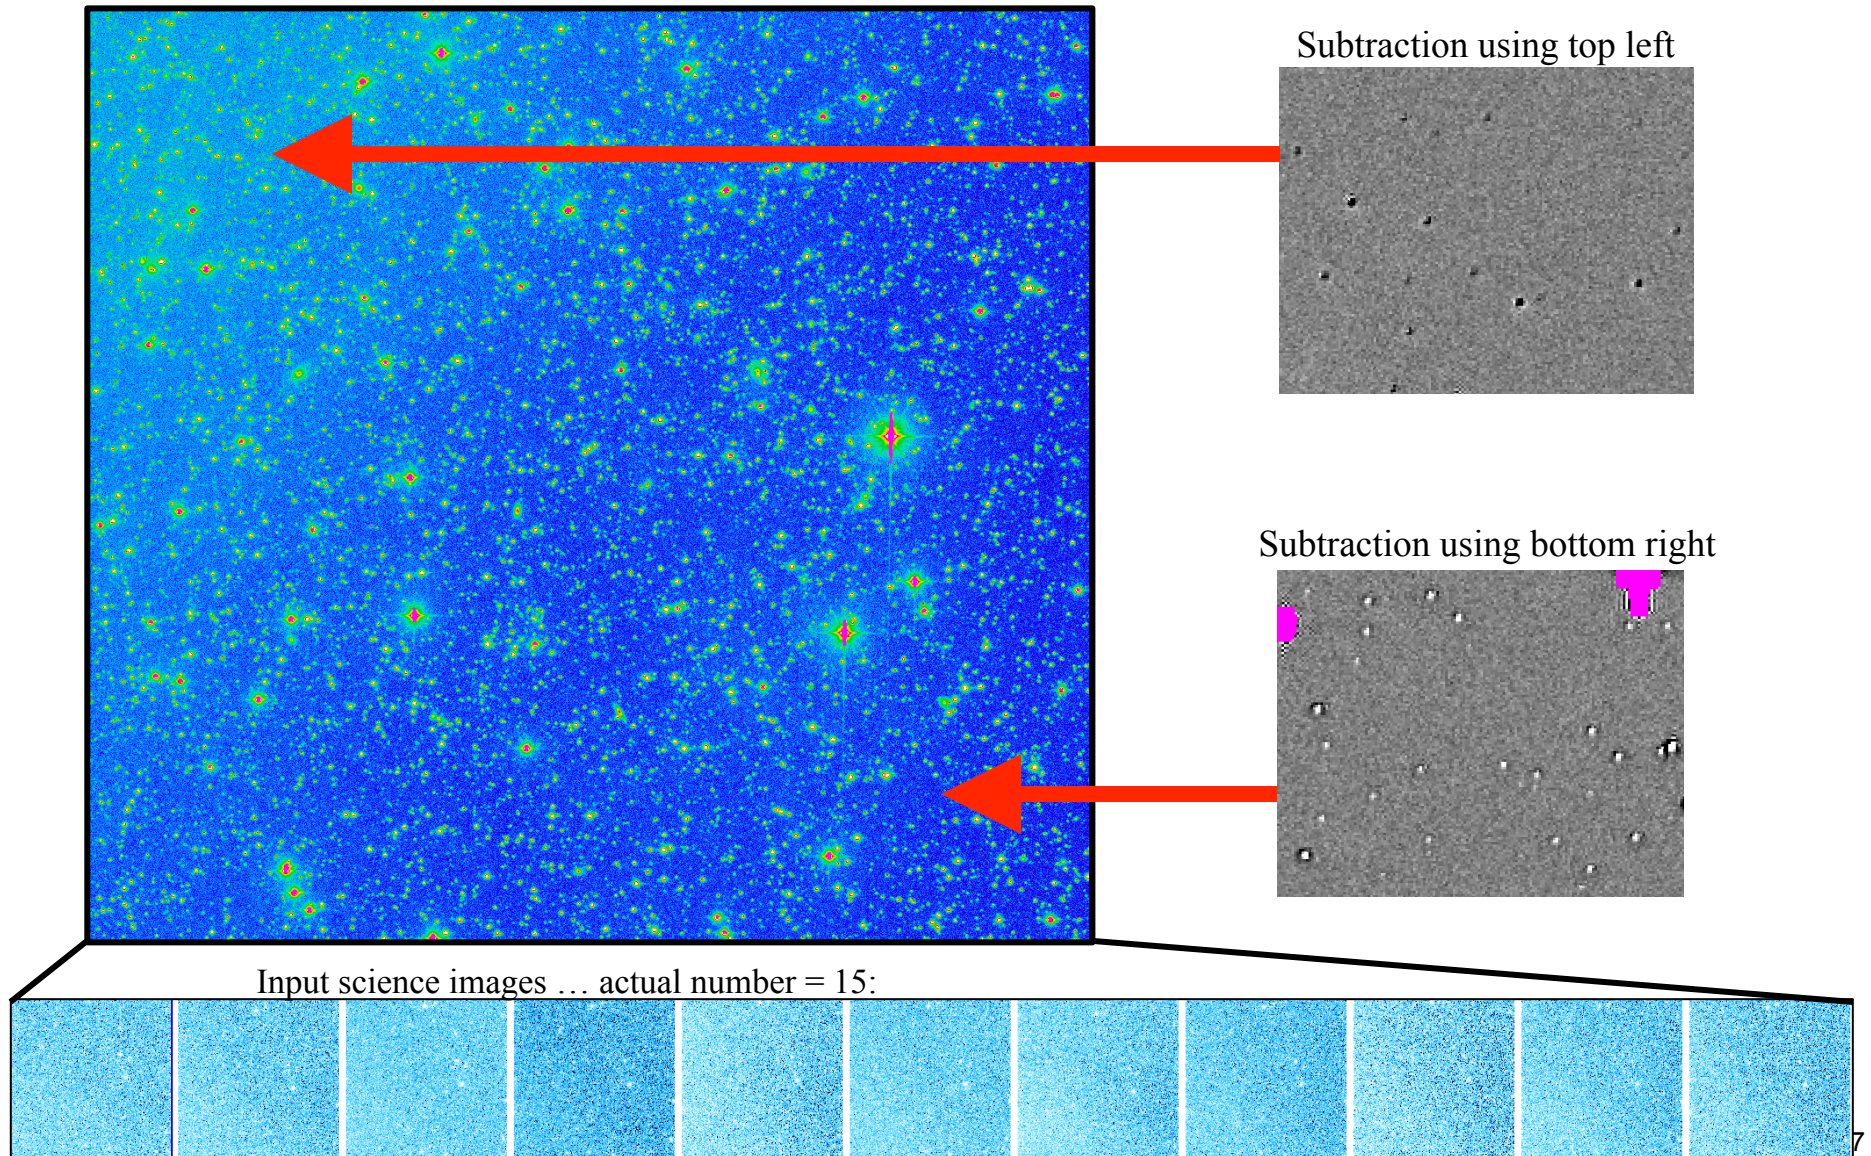 Subtraction using top left
Subtraction using bottom right
Input science images … actual number = 15:
7